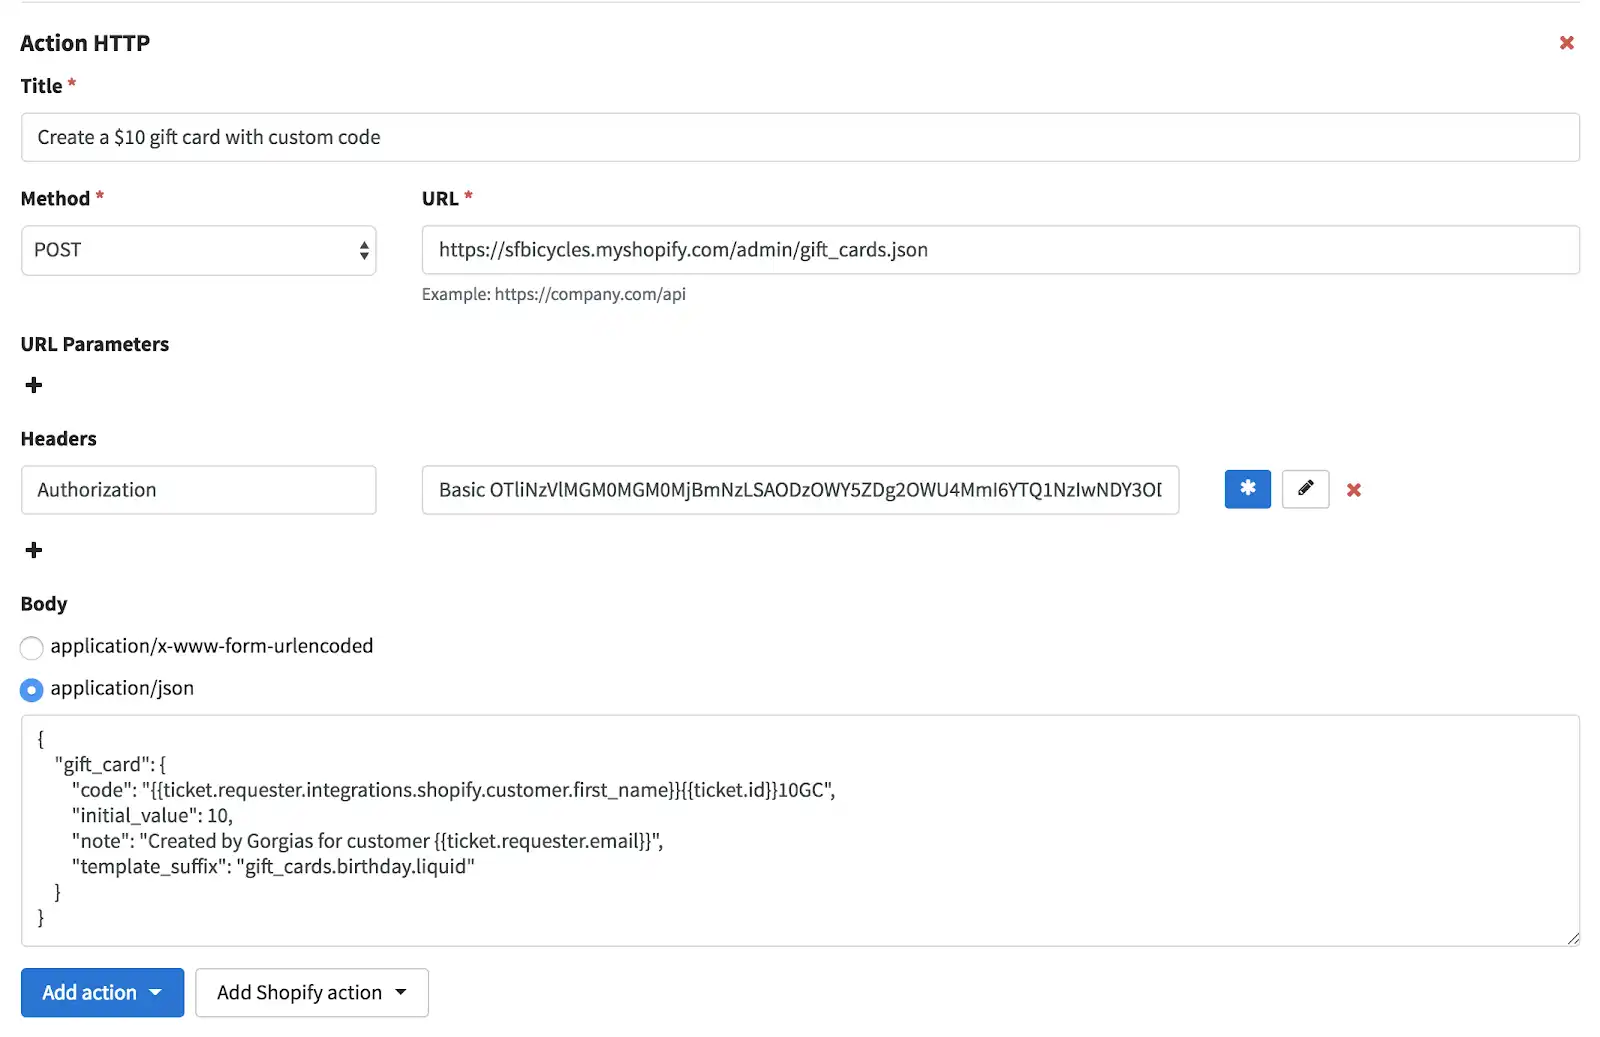 Action HTTP
Title *
Create a $10 gift card with custom code
Method *
URL *
POST
https://sfbicycles.myshopify.com/admin/gift_cards.json
Example: https://company.com/api
URL Parameters
Headers
Authorization
Basic OTliNzVlMGM0MGM0MjBmNzLSAODzOWY5ZDg2OWU4MmI6YTQ1NzIwNDY3OI
Body
application/x-www-form-urlencoded
application/json
{
"gift_card": {
"code": "{{ticket.requester.integrations.shopify.customer.first_name}}{{ticket.id}}10GC",
"initial_value": 10,
"note": "Created by Gorgias for customer {{ticket.requester.email}}",
"template_suffix": "gift_cards.birthday.liquid"
}
}
Add action
Add Shopify action